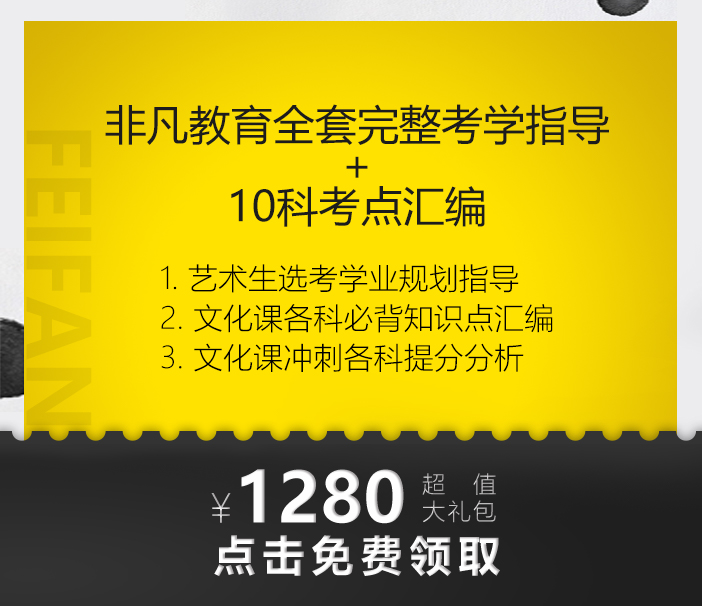 非凡教育全套完整考学指导
+
10科考点汇编
1. 艺术生选考学业规划指导
2. 文化课各科必背知识点汇编
3. 文化课冲刺各科提分分析
FEIFAN
¥1280 超值
大礼包
点击免费领取